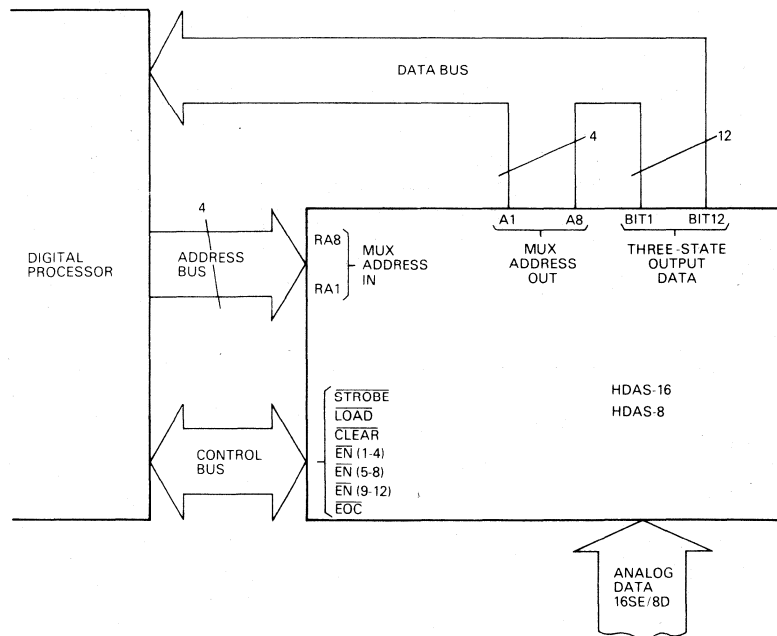 DATA BUS
4
12
A1
A8
BIT1
BIT12
MUX
ADDRESS
OUT
THREE-STATE
OUTPUT
DATA
DIGITAL
PROCESSOR
4
ADDRESS
BUS
RA8
RA1
MUX
ADDRESS
IN
CONTROL
BUS
STROBE
LOAD
CLEAR
EN (1-4)
EN (5-8)
EN (9-12)
EOC
HDAS-16
HDAS-8
ANALOG
DATA
16SE/8D